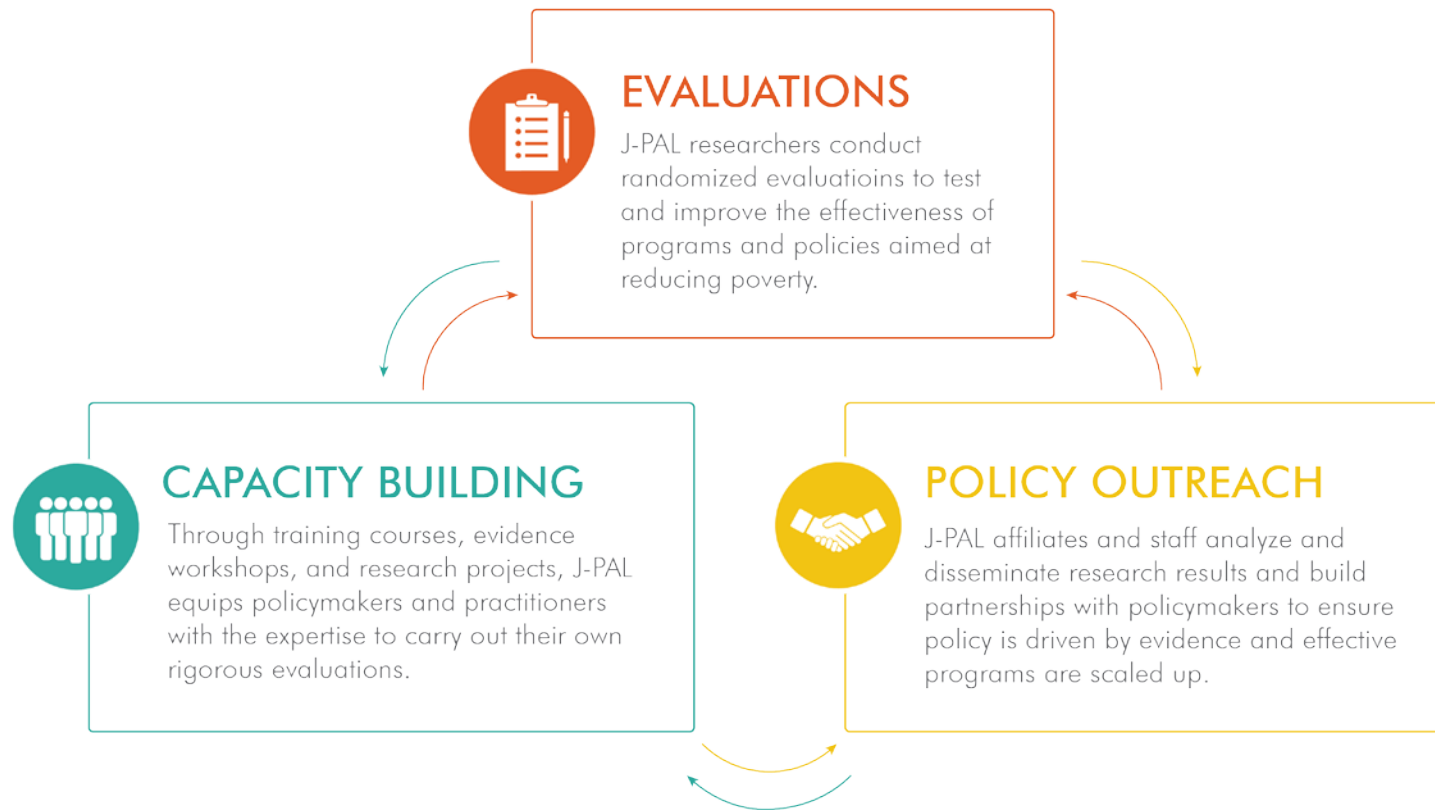 EVALUATIONS
J-PAL researchers conduct
randomized evaluatioins to test
and improve the effectiveness of
programs and policies aimed at
reducing poverty.
CAPACITY BUILDING
Through training courses, evidence
workshops, and research projects, J-PAL
equips policymakers and practitioners
with the expertise to carry out their own
rigorous evaluations.
POLICY OUTREACH
J-PAL affiliates and staff analyze and
disseminate research results and build
partnerships with policymakers to ensure
policy is driven by evidence and effective
programs are scaled up.